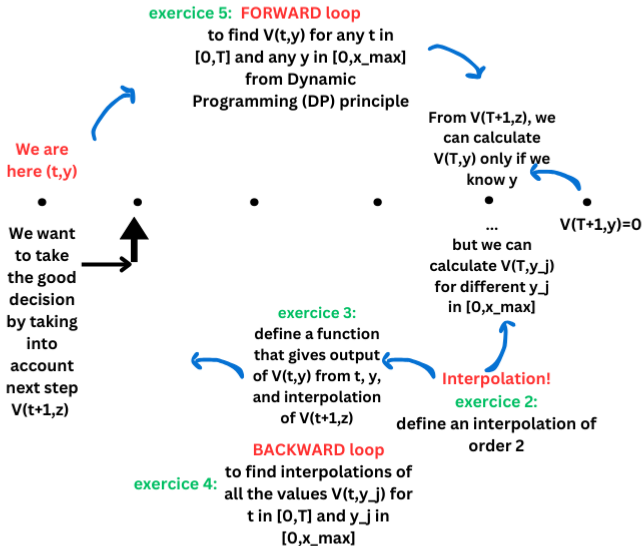 exercice 5: FORWARD loop
to find V(t,y) for any t in
[0,T] and any y in [0,x_max]
from Dynamic
Programming (DP) principle
From V(T+1,z), we
can calculate
V(T,y) only if we
know y
We are
here (t,y)
V(T+1,y)=0
We want
to take
the good
decision
by taking
into
account
next step
V(t+1,z)
...
but we can
calculate V(T,y_j)
for different y_j
in [0,x_max]
exercice 3:
define a function
that gives output
of V(t,y) from t, y,
and interpolation
of V(t+1,z)
Interpolation!
exercice 2:
define an interpolation of
order 2
BACKWARD loop
to find interpolations of
exercice 4: all the values V(t,y_j) for
t in [0,T] and y_j in
[0,x_max]